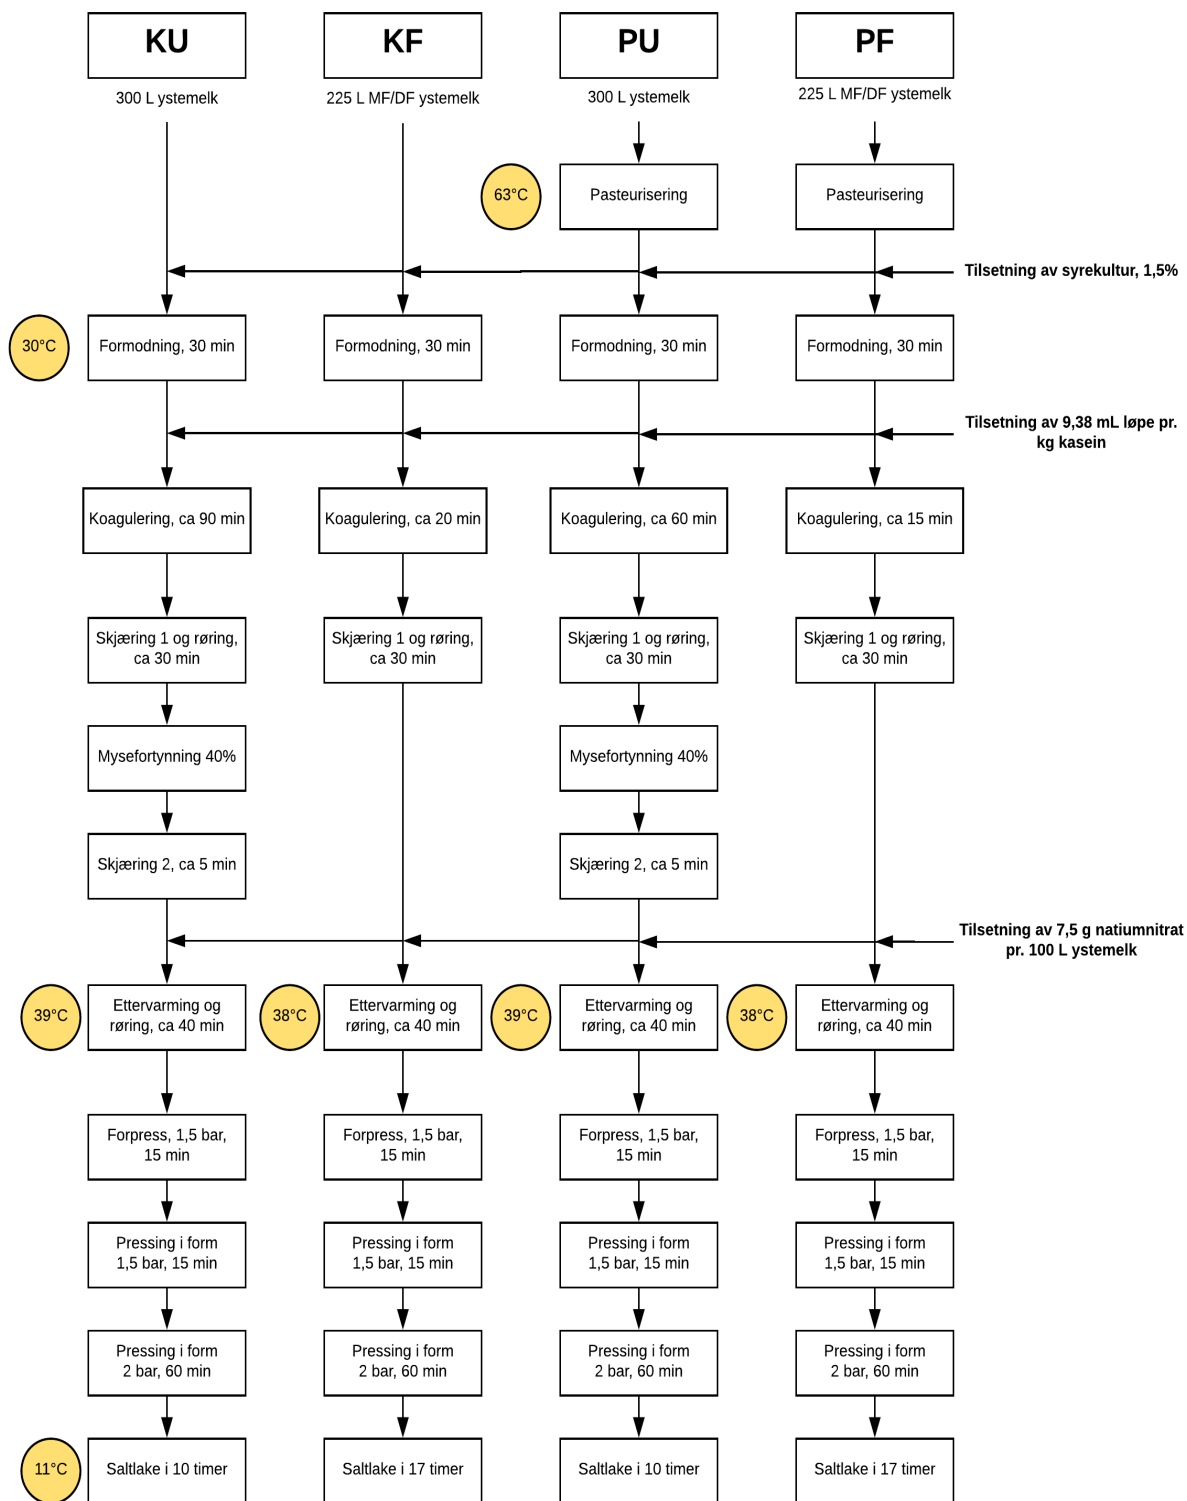 KU
KF
PU
PF
300 L ystemelk
225 L MF/DF ystemelk
300 L ystemelk
225 L MF/DF ystemelk
63°C
Pasteurisering
Pasteurisering
Tilsetning av syrekultur, 1,5%
30°C
Formodning, 30 min
Formodning, 30 min
Formodning, 30 min
Formodning, 30 min
Tilsetning av 9,38 mL løpe pr.
kg kasein
Koagulering, ca 90 min
Koagulering, ca 20 min
Koagulering, ca 60 min
Koagulering, ca 15 min
Skjæring 1 og røring,
ca 30 min
Skjæring 1 og røring,
ca 30 min
Skjæring 1 og røring,
ca 30 min
Skjæring 1 og røring,
ca 30 min
Mysefortynning 40%
Mysefortynning 40%
Skjæring 2, ca 5 min
Skjæring 2, ca 5 min
Tilsetning av 7,5 g natiumnitrat
pr. 100 L ystemelk
39°C
Ettervarming og
røring, ca 40 min
38°C
Ettervarming og
røring, ca 40 min
39°C
Ettervarming og
røring, ca 40 min
38°C
Ettervarming og
røring, ca 40 min
Forpress, 1,5 bar,
15 min
Forpress, 1,5 bar,
15 min
Forpress, 1,5 bar,
15 min
Forpress, 1,5 bar,
15 min
Pressing i form
1,5 bar, 15 min
Pressing i form
1,5 bar, 15 min
Pressing i form
1,5 bar, 15 min
Pressing i form
1,5 bar, 15 min
Pressing i form
2 bar, 60 min
Pressing i form
2 bar, 60 min
Pressing i form
2 bar, 60 min
Pressing i form
2 bar, 60 min
11°C
Saltlake i 10 timer
Saltlake i 17 timer
Saltlake i 10 timer
Saltlake i 17 timer